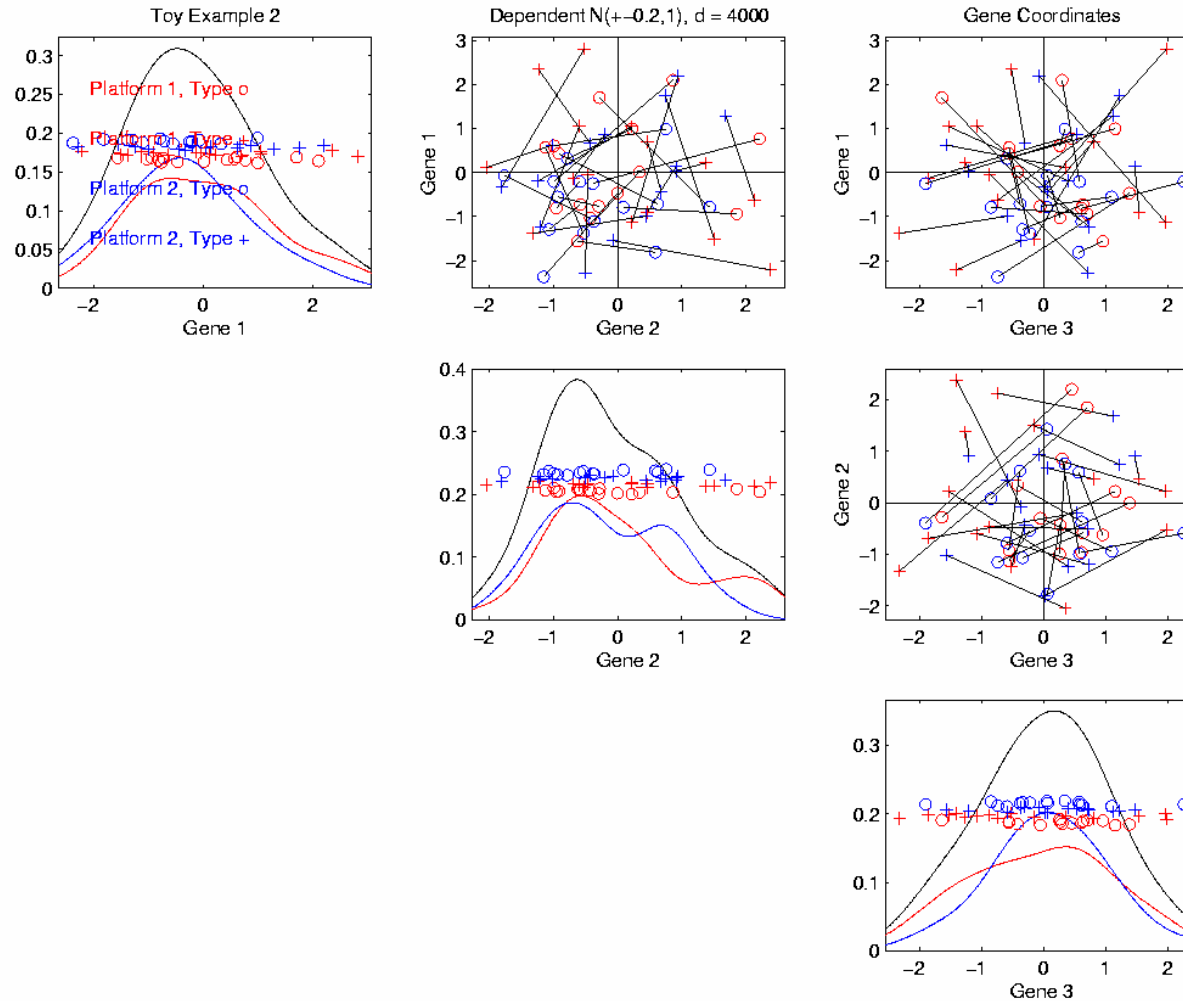 Toy Example 2
Dependent N(+-0.2,1), d = 4000
Gene Coordinates
0.3
0.25
0.2
0.15
0.1
0.05
0
Platform 1, Type o
Platform 1, Type +
Platform 2, Type o
Platform 2, Type +
−2 0 2
Gene 1
3
2
1
0
−1
−2
Gene 1
−2 −1 0 1 2
Gene 2
3
2
1
0
−1
−2
Gene 1
−2 −1 0 1 2
Gene 3
0.4
0.3
0.2
0.1
0
−2 −1 0 1 2
Gene 2
2
1
0
−1
−2
Gene 2
−2 −1 0 1 2
Gene 3
0.3
0.2
0.1
0
−2 −1 0 1 2
Gene 3